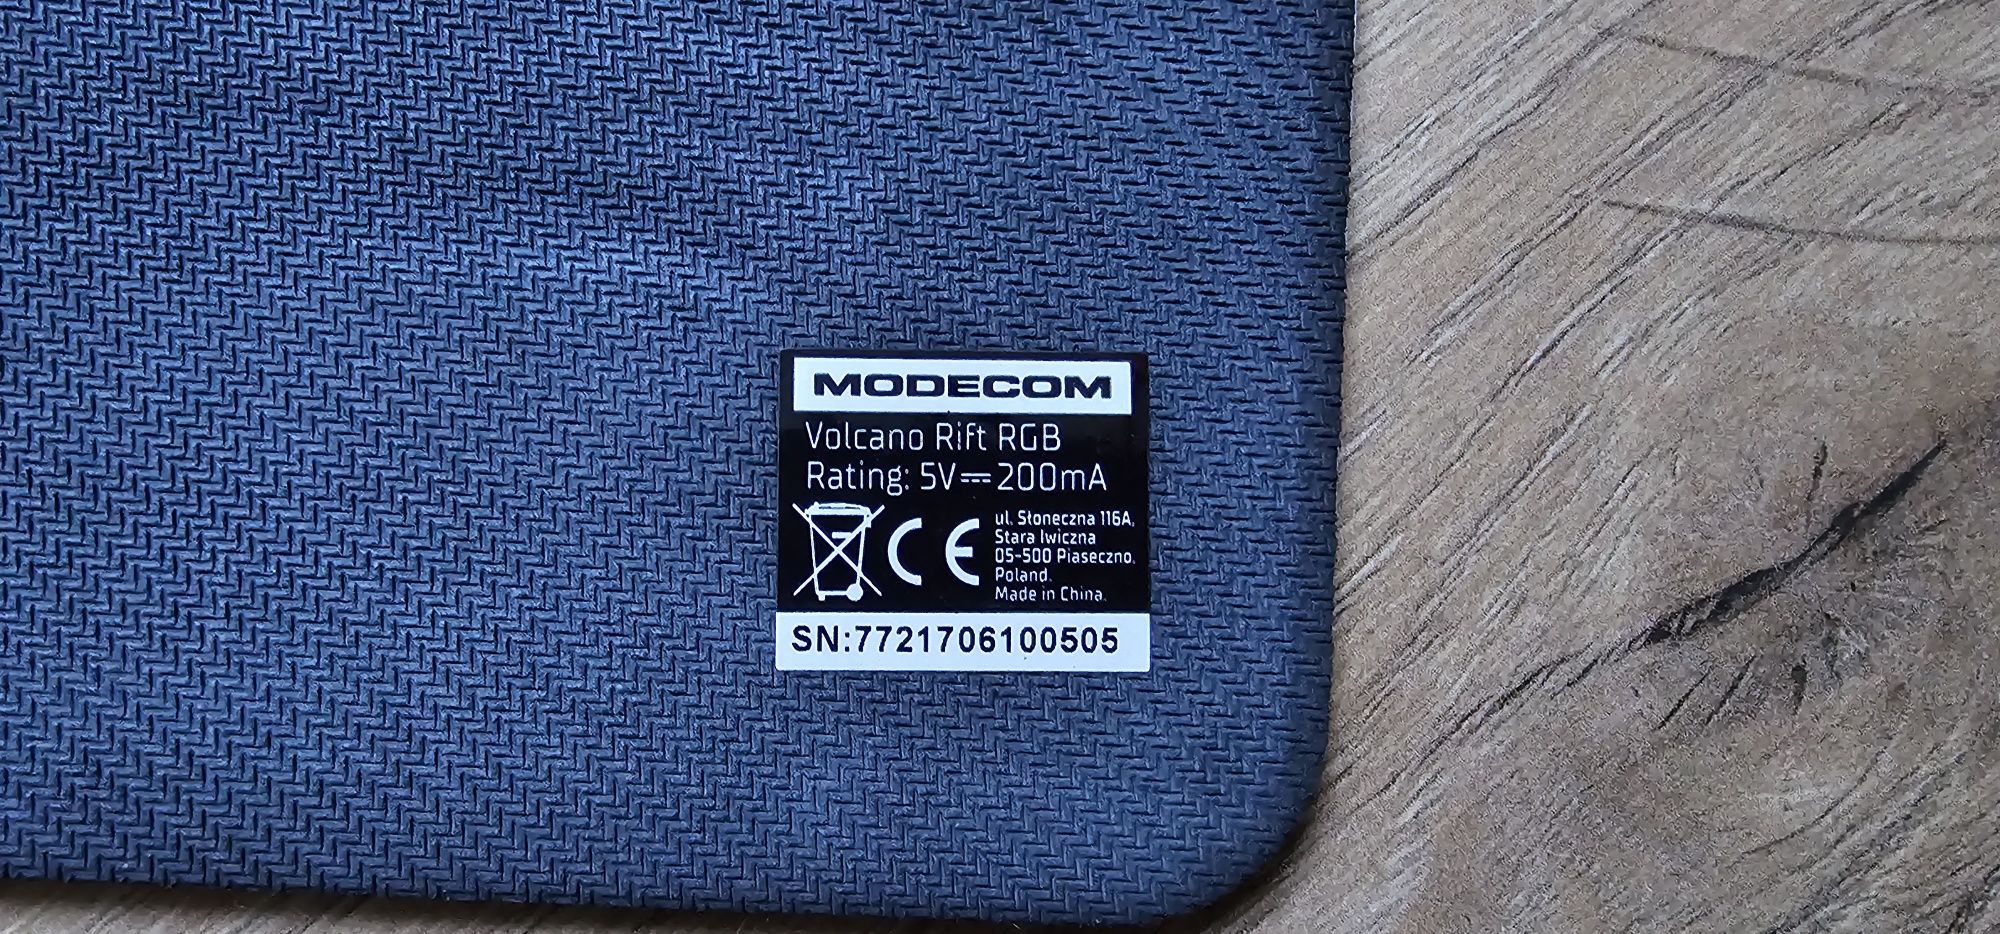 MODECOM
Volcano Rift RGB
Rating: 5V⎓200mA
CE
ul. Słoneczna 116A,
Stara Iwiczna
05-500 Piaseczno,
Poland.
Made in China.
SN:7721706100505